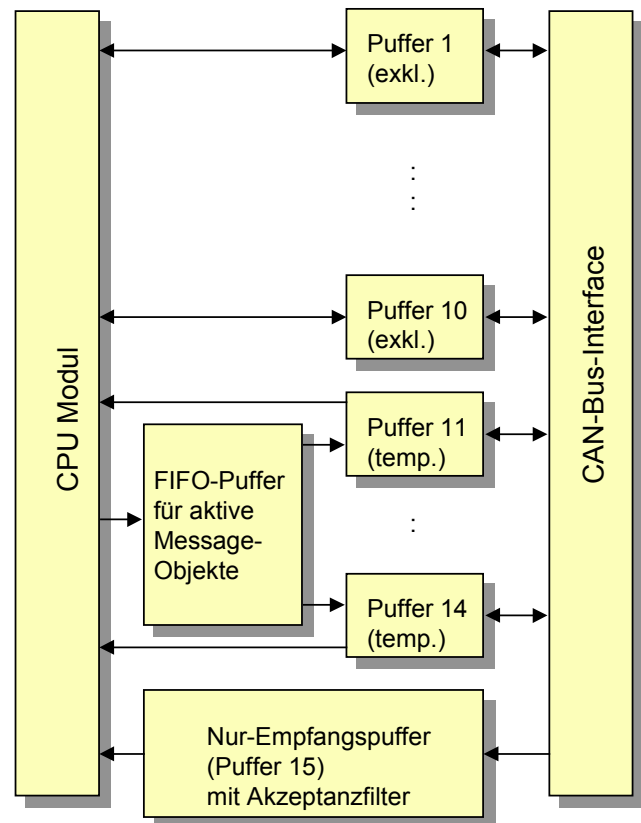 CPU Modul
Puffer 1
(exkl.)
:
:
Puffer 10
(exkl.)
Puffer 11
(temp.)
FIFO-Puffer
für aktive
Message-
Objekte
:
Puffer 14
(temp.)
Nur-Empfangspuffer
(Puffer 15)
mit Akzeptanzfilter
CAN-Bus-Interface